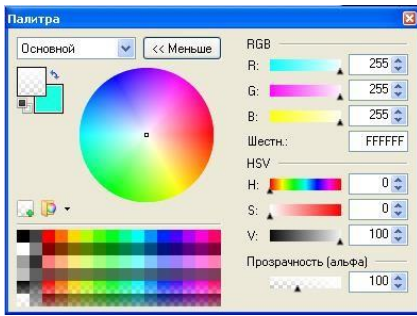 Палитра
Основной
<< Меньше
RGB
R: 255
G: 255
B: 255
Шестн.: FFFFFF
HSV
H: 0
S: 0
V: 100
Прозрачность (альфа)
100